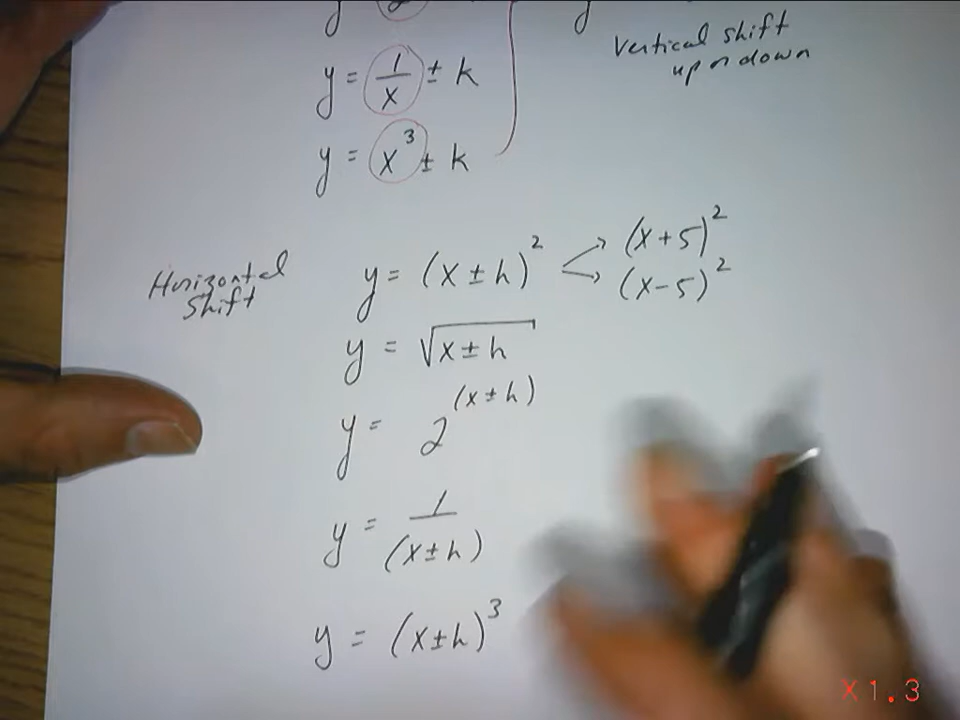 y = 2
y
Vertical shift
up or down
y = 1/x ± k
y = x³ ± k
Horizontal
Shift
y = (x ± h)²
(x+5)²
(x-5)²
y = √x±h
y = 2^(x±h)
y = 1/(x±h)
y = (x±h)³
X1.3